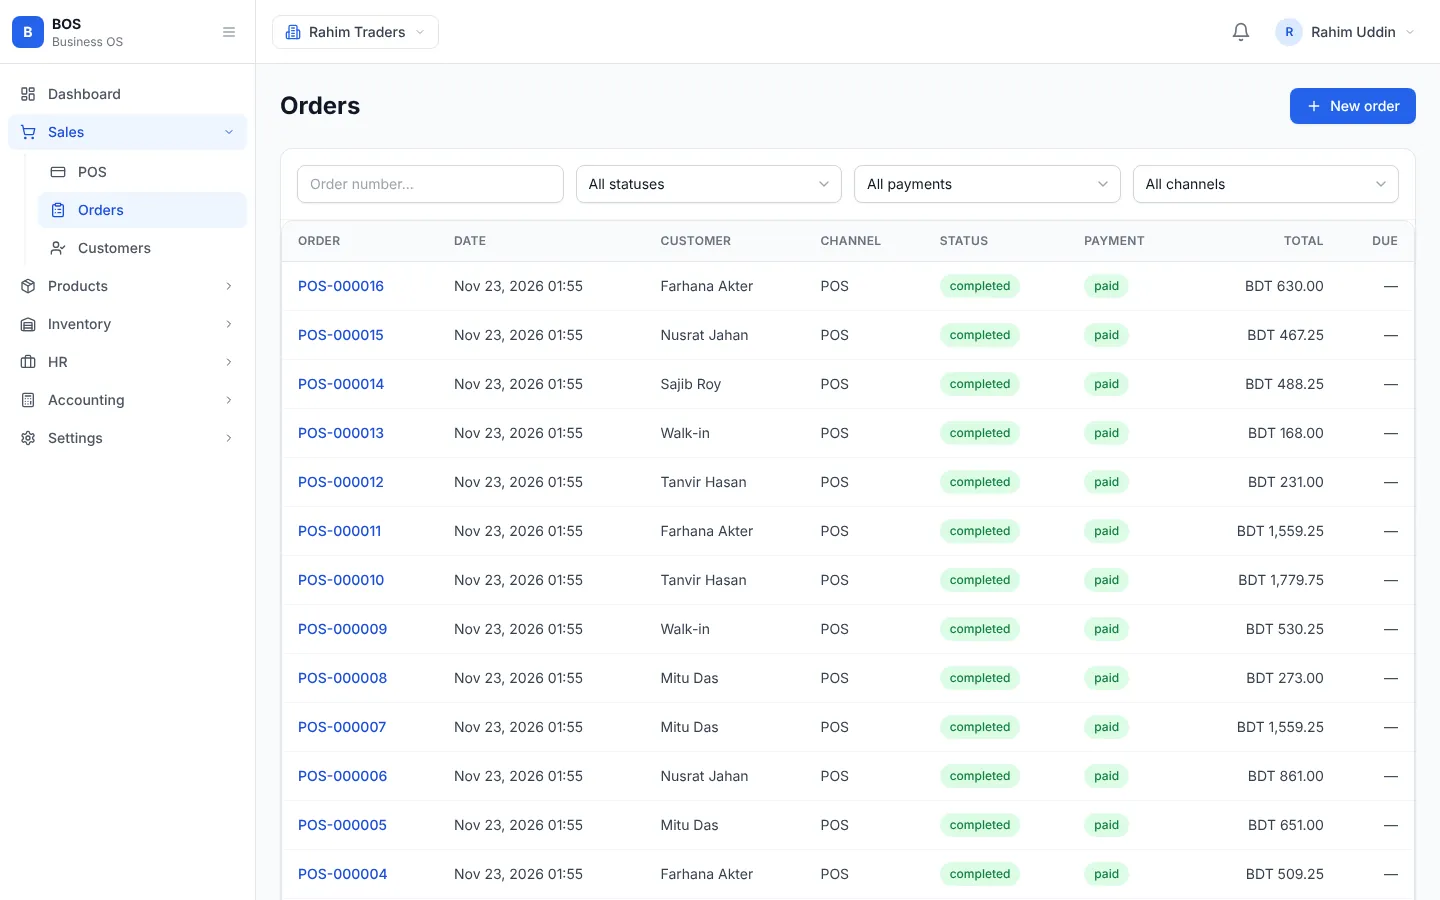 B
BOS
Business OS
Rahim Traders
R
Rahim Uddin
Dashboard
Sales
POS
Orders
Customers
Products
Inventory
HR
Accounting
Settings
Orders
New order
Order number...
All statuses
All payments
All channels
ORDER DATE CUSTOMER CHANNEL STATUS PAYMENT TOTAL DUE
POS-000016 Nov 23, 2026 01:55 Farhana Akter POS completed paid BDT 630.00 —
POS-000015 Nov 23, 2026 01:55 Nusrat Jahan POS completed paid BDT 467.25 —
POS-000014 Nov 23, 2026 01:55 Sajib Roy POS completed paid BDT 488.25 —
POS-000013 Nov 23, 2026 01:55 Walk-in POS completed paid BDT 168.00 —
POS-000012 Nov 23, 2026 01:55 Tanvir Hasan POS completed paid BDT 231.00 —
POS-000011 Nov 23, 2026 01:55 Farhana Akter POS completed paid BDT 1,559.25 —
POS-000010 Nov 23, 2026 01:55 Tanvir Hasan POS completed paid BDT 1,779.75 —
POS-000009 Nov 23, 2026 01:55 Walk-in POS completed paid BDT 530.25 —
POS-000008 Nov 23, 2026 01:55 Mitu Das POS completed paid BDT 273.00 —
POS-000007 Nov 23, 2026 01:55 Mitu Das POS completed paid BDT 1,559.25 —
POS-000006 Nov 23, 2026 01:55 Nusrat Jahan POS completed paid BDT 861.00 —
POS-000005 Nov 23, 2026 01:55 Mitu Das POS completed paid BDT 651.00 —
POS-000004 Nov 23, 2026 01:55 Farhana Akter POS completed paid BDT 509.25 —